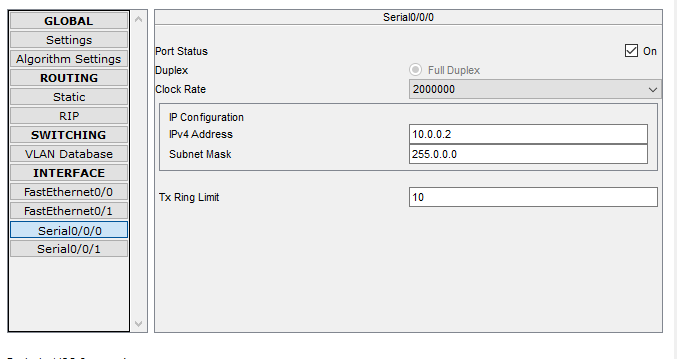 GLOBAL
Settings
Algorithm Settings
ROUTING
Static
RIP
SWITCHING
VLAN Database
INTERFACE
FastEthernet0/0
FastEthernet0/1
Serial0/0/0
Serial0/0/1
Serial0/0/0
Port Status On
Duplex Full Duplex
Clock Rate 2000000
IP Configuration
IPv4 Address 10.0.0.2
Subnet Mask 255.0.0.0
Tx Ring Limit 10